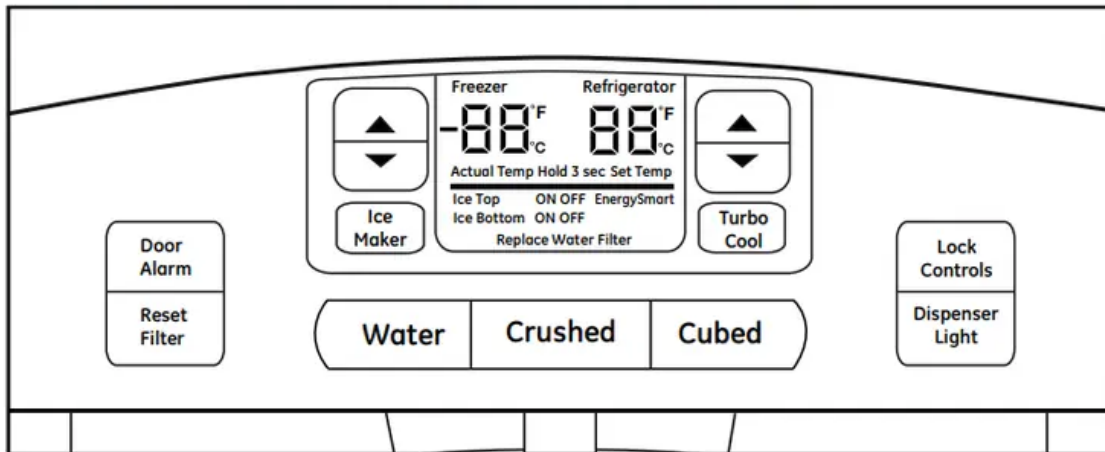 Freezer Refrigerator
-88°F 88°F
°C °C
Actual Temp Hold 3 sec Set Temp
Ice Top ON OFF EnergySmart
Ice Bottom ON OFF
Replace Water Filter
Ice
Maker
Turbo
Cool
Door
Alarm
Reset
Filter
Lock
Controls
Dispenser
Light
Water Crushed Cubed